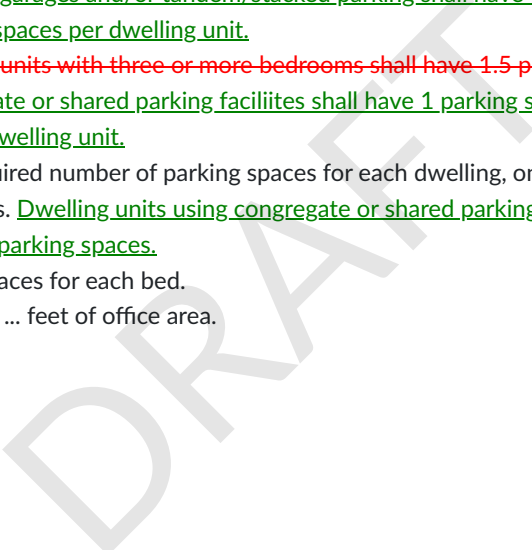 garages and/or tandem/stacked parking shall have
spaces per dwelling unit.
units with three or more bedrooms shall have 1.5 p
ate or shared parking faciliites shall have 1 parking s
welling unit.
uired number of parking spaces for each dwelling, or
s. Dwelling units using congregate or shared parking
parking spaces.
aces for each bed.
... feet of office area.
DRAFT